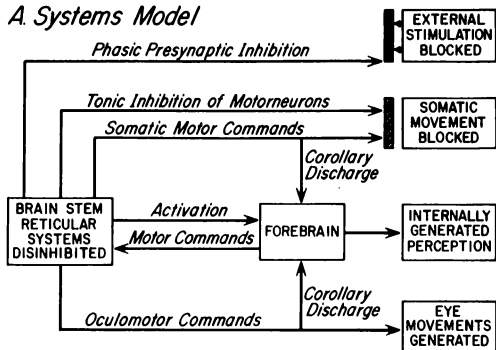 A. Systems Model
Phasic Presynaptic Inhibition
EXTERNAL
STIMULATION
BLOCKED
Tonic Inhibition of Motorneurons
Somatic Motor Commands
SOMATIC
MOVEMENT
BLOCKED
Corollary
Discharge
BRAIN STEM
RETICULAR
SYSTEMS
DISINHIBITED
Activation
Motor Commands
FOREBRAIN
INTERNALLY
GENERATED
PERCEPTION
Corollary
Discharge
Oculomotor Commands
EYE
MOVEMENTS
GENERATED